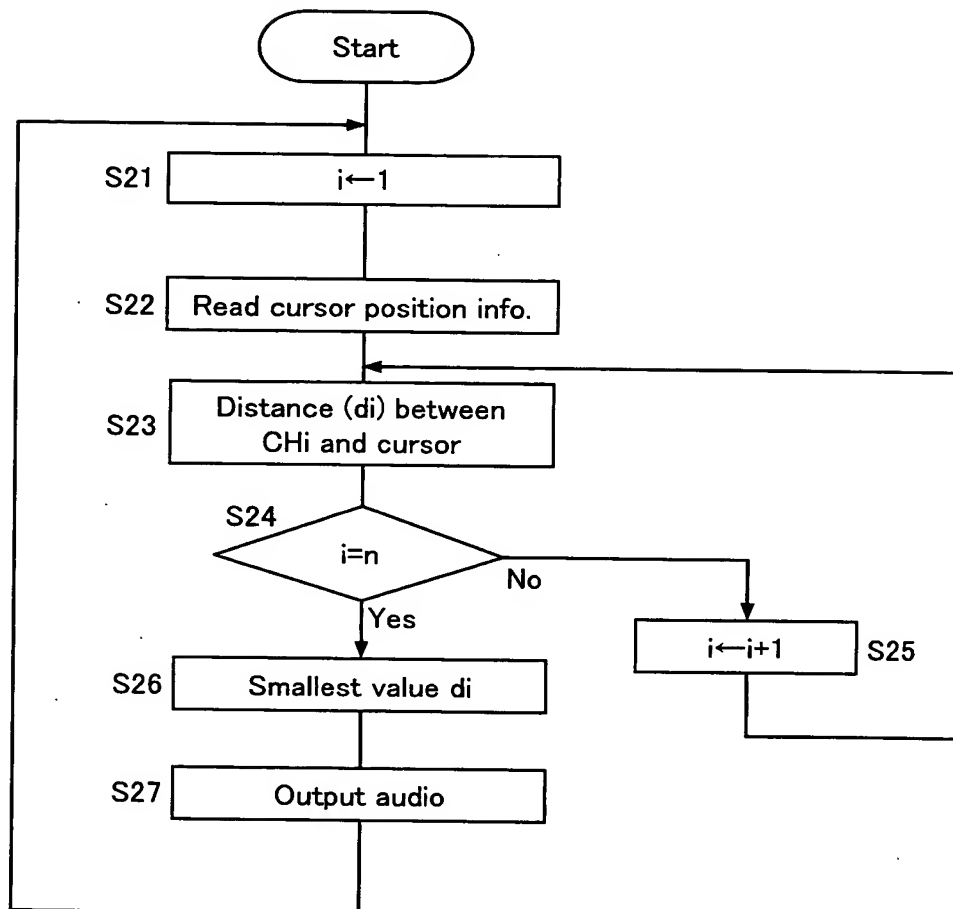 Start
S21
i←1
S22
Read cursor position info.
S23
Distance (di) between
CHi and cursor
S24
i=n
No
Yes
i←i+1
S25
S26
Smallest value di
S27
Output audio